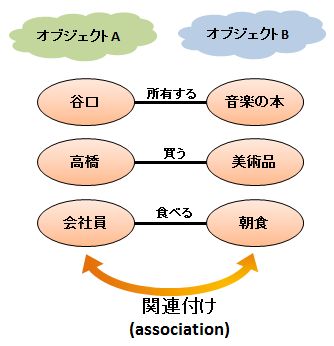 オブジェクトA
オブジェクトB
谷口
所有する
音楽の本
高橋
買う
美術品
会社員
食べる
朝食
関連付け
(association)